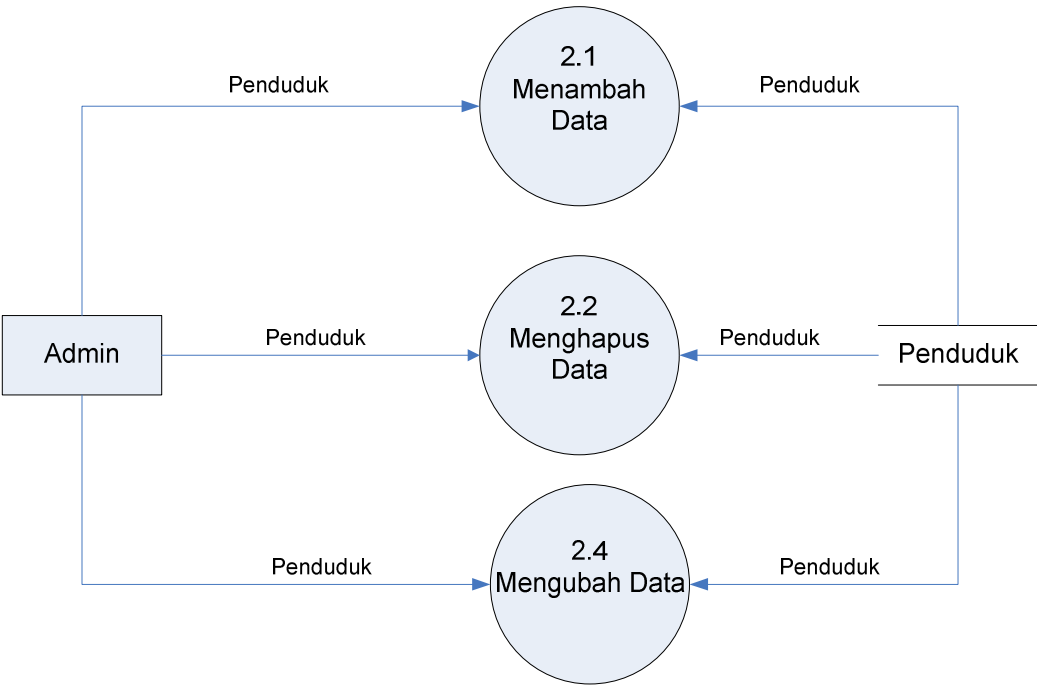 2.1
Menambah
Data
Penduduk
Penduduk
2.2
Menghapus
Data
Penduduk
Penduduk
Admin
Penduduk
2.4
Mengubah Data
Penduduk
Penduduk